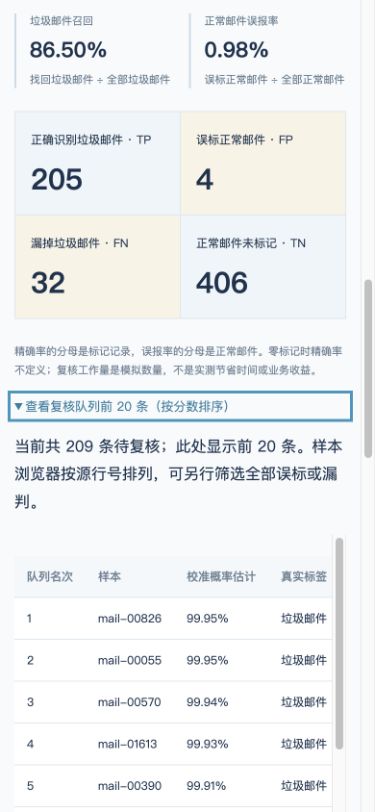 垃圾邮件召回 正常邮件误报率
86.50% 0.98%
找回垃圾邮件 ÷ 全部垃圾邮件 误标正常邮件 ÷ 全部正常邮件
正确识别垃圾邮件 · TP 误标正常邮件 · FP
205 4
漏掉垃圾邮件 · FN 正常邮件未标记 · TN
32 406
精确率的分母是标记记录，误报率的分母是正常邮件。零标记时精确率
不定义；复核工作量是模拟数量，不是实测节省时间或业务收益。
▼查看复核队列前 20 条（按分数排序）
当前共 209 条待复核；此处显示前 20 条。样本
浏览器按源行号排列，可另行筛选全部误标或漏
判。
队列名次 样本 校准概率估计 真实标签
1 mail-00826 99.95% 垃圾邮件
2 mail-00055 99.95% 垃圾邮件
3 mail-00570 99.94% 垃圾邮件
4 mail-01613 99.93% 垃圾邮件
5 mail-00390 99.91% 垃圾邮件